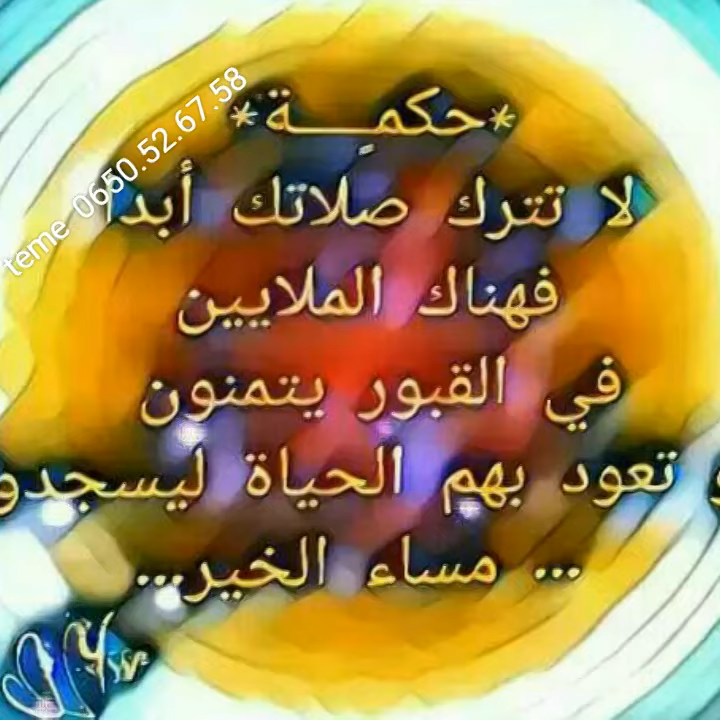 *حكمـــة*
لا تترك صلاتك أبدا
فهناك الملايين
في القبور يتمنون
تعود بهم الحياة ليسجدو
... مساء الخير...
teme 0650.52.67.58